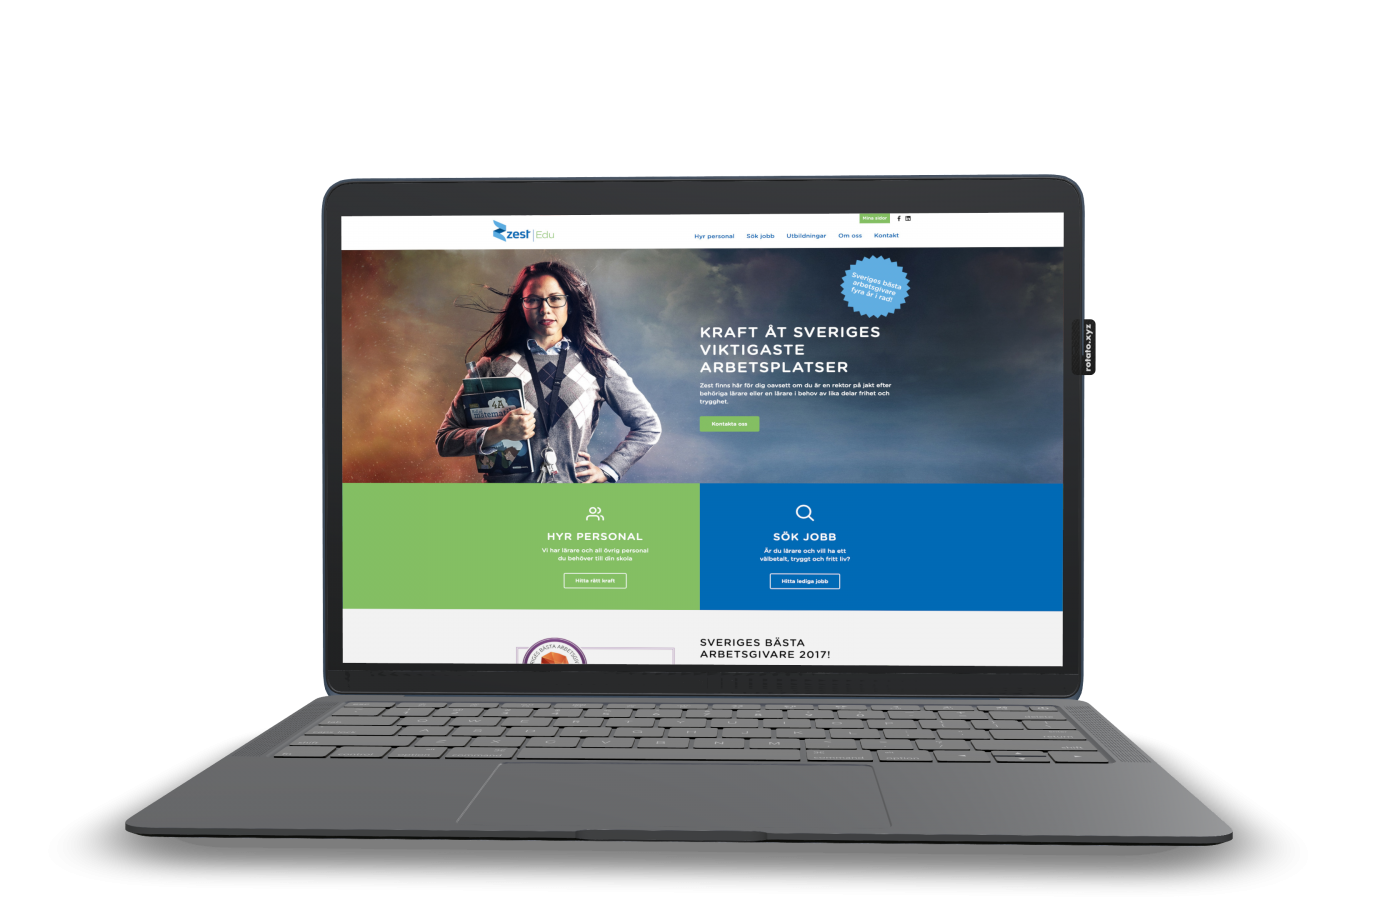 Mina sidor
zest Edu
Hyr personal Sök jobb Utbildningar Om oss Kontakt
Sveriges bästa
arbetsgivare
fyra år i rad!
KRAFT ÅT SVERIGES
VIKTIGASTE
ARBETSPLATSER
Zest finns här för dig oavsett om du är en rektor på jakt efter
behöriga lärare eller en lärare i behov av lika delar frihet och
trygghet.
Kontakta oss
4A
HYR PERSONAL
Vi har lärare och all övrig personal
du behöver till din skola
Hitta rätt kraft
SÖK JOBB
Är du lärare och vill ha ett
välbetalt, tryggt och fritt liv?
Hitta lediga jobb
BÄSTA
SVERIGES BÄSTA
ARBETSGIVARE 2017!
rotato.xyz